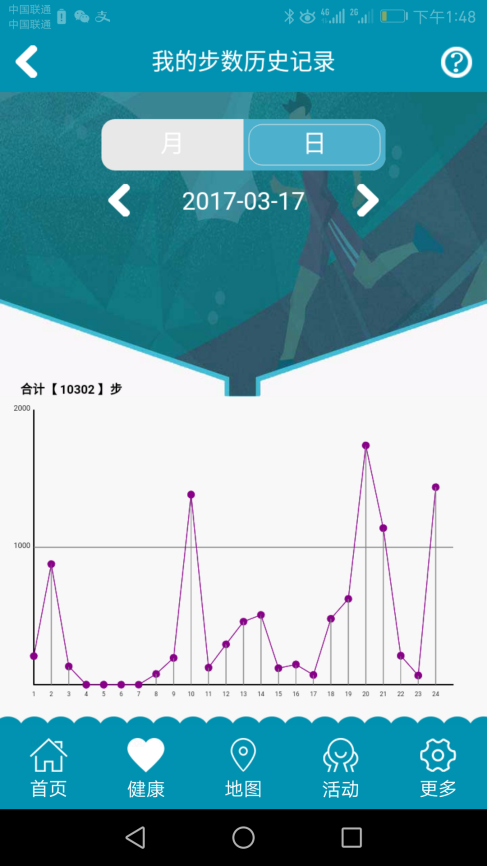 中国联通
中国联通
4G 2G 下午1:48
我的步数历史记录
?
月 日
2017-03-17
合计【 10302 】步
2000
1000
1 2 3 4 5 6 7 8 9 10 11 12 13 14 15 16 17 18 19 20 21 22 23 24
首页 健康 地图 活动 更多